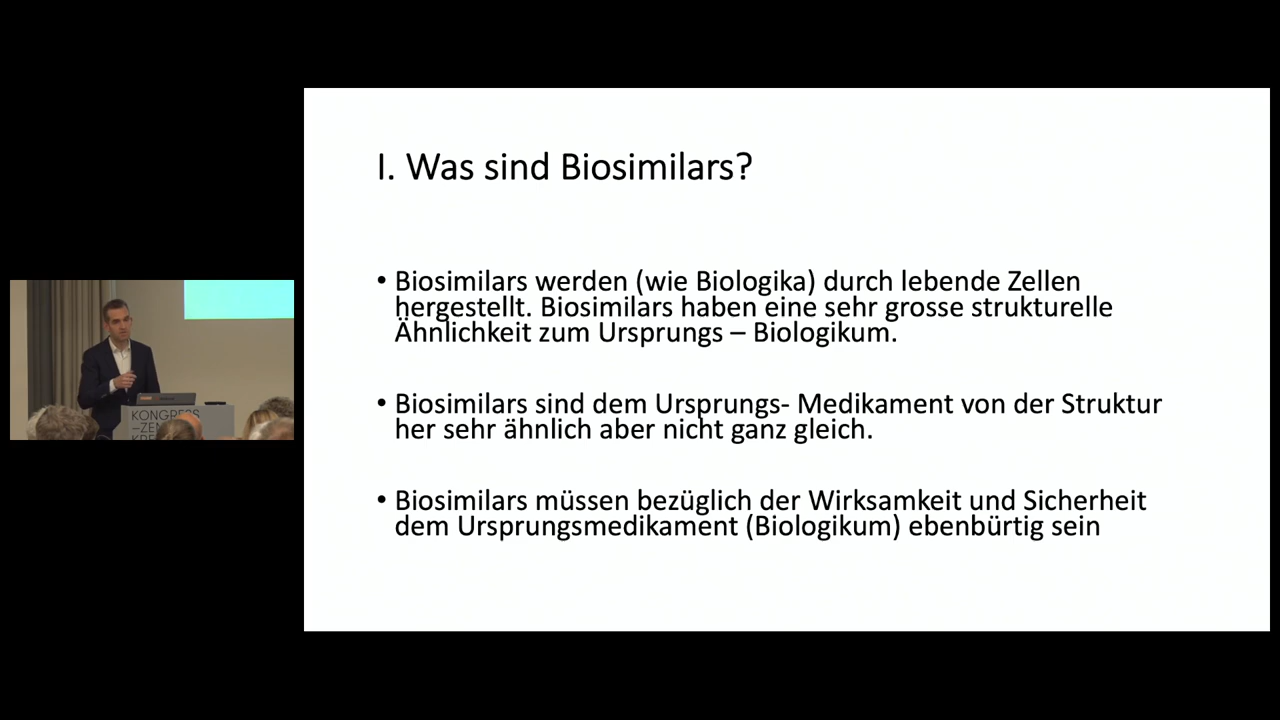 I. Was sind Biosimilars?
• Biosimilars werden (wie Biologika) durch lebende Zellen
hergestellt. Biosimilars haben eine sehr grosse strukturelle
Ähnlichkeit zum Ursprungs – Biologikum.
• Biosimilars sind dem Ursprungs- Medikament von der Struktur
her sehr ähnlich aber nicht ganz gleich.
• Biosimilars müssen bezüglich der Wirksamkeit und Sicherheit
dem Ursprungsmedikament (Biologikum) ebenbürtig sein
KONGRESS